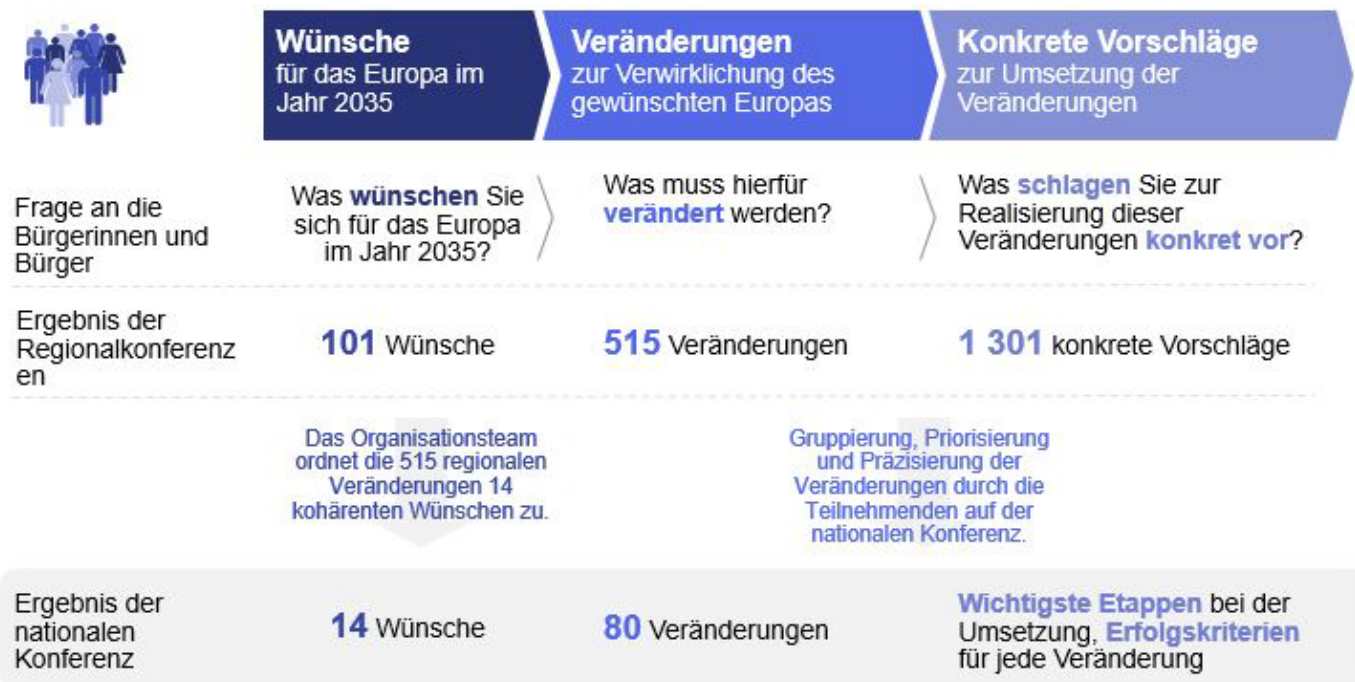 Wünsche
für das Europa im
Jahr 2035
Veränderungen
zur Verwirklichung des
gewünschten Europas
Konkrete Vorschläge
zur Umsetzung der
Veränderungen
Frage an die
Bürgerinnen und
Bürger
Was wünschen Sie
sich für das Europa
im Jahr 2035?
Was muss hierfür
verändert werden?
Was schlagen Sie zur
Realisierung dieser
Veränderungen konkret vor?
Ergebnis der
Regionalkonferenz
en
101 Wünsche
515 Veränderungen
1 301 konkrete Vorschläge
Das Organisationsteam
ordnet die 515 regionalen
Veränderungen 14
kohärenten Wünschen zu.
Gruppierung, Priorisierung
und Präzisierung der
Veränderungen durch die
Teilnehmenden auf der
nationalen Konferenz.
Ergebnis der
nationalen
Konferenz
14 Wünsche
80 Veränderungen
Wichtigste Etappen bei der
Umsetzung, Erfolgskriterien
für jede Veränderung